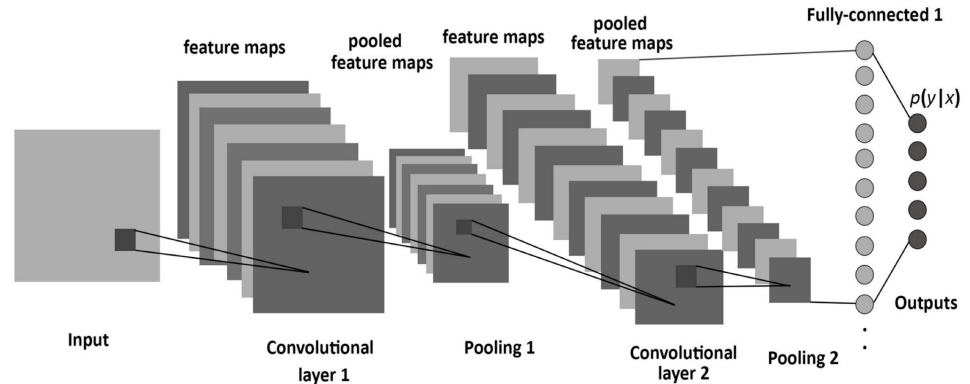 Fully-connected 1
feature maps
pooled
feature maps
feature maps
pooled
feature maps
p(y|x)
Input
Convolutional
layer 1
Pooling 1
Convolutional
layer 2
Pooling 2
Outputs